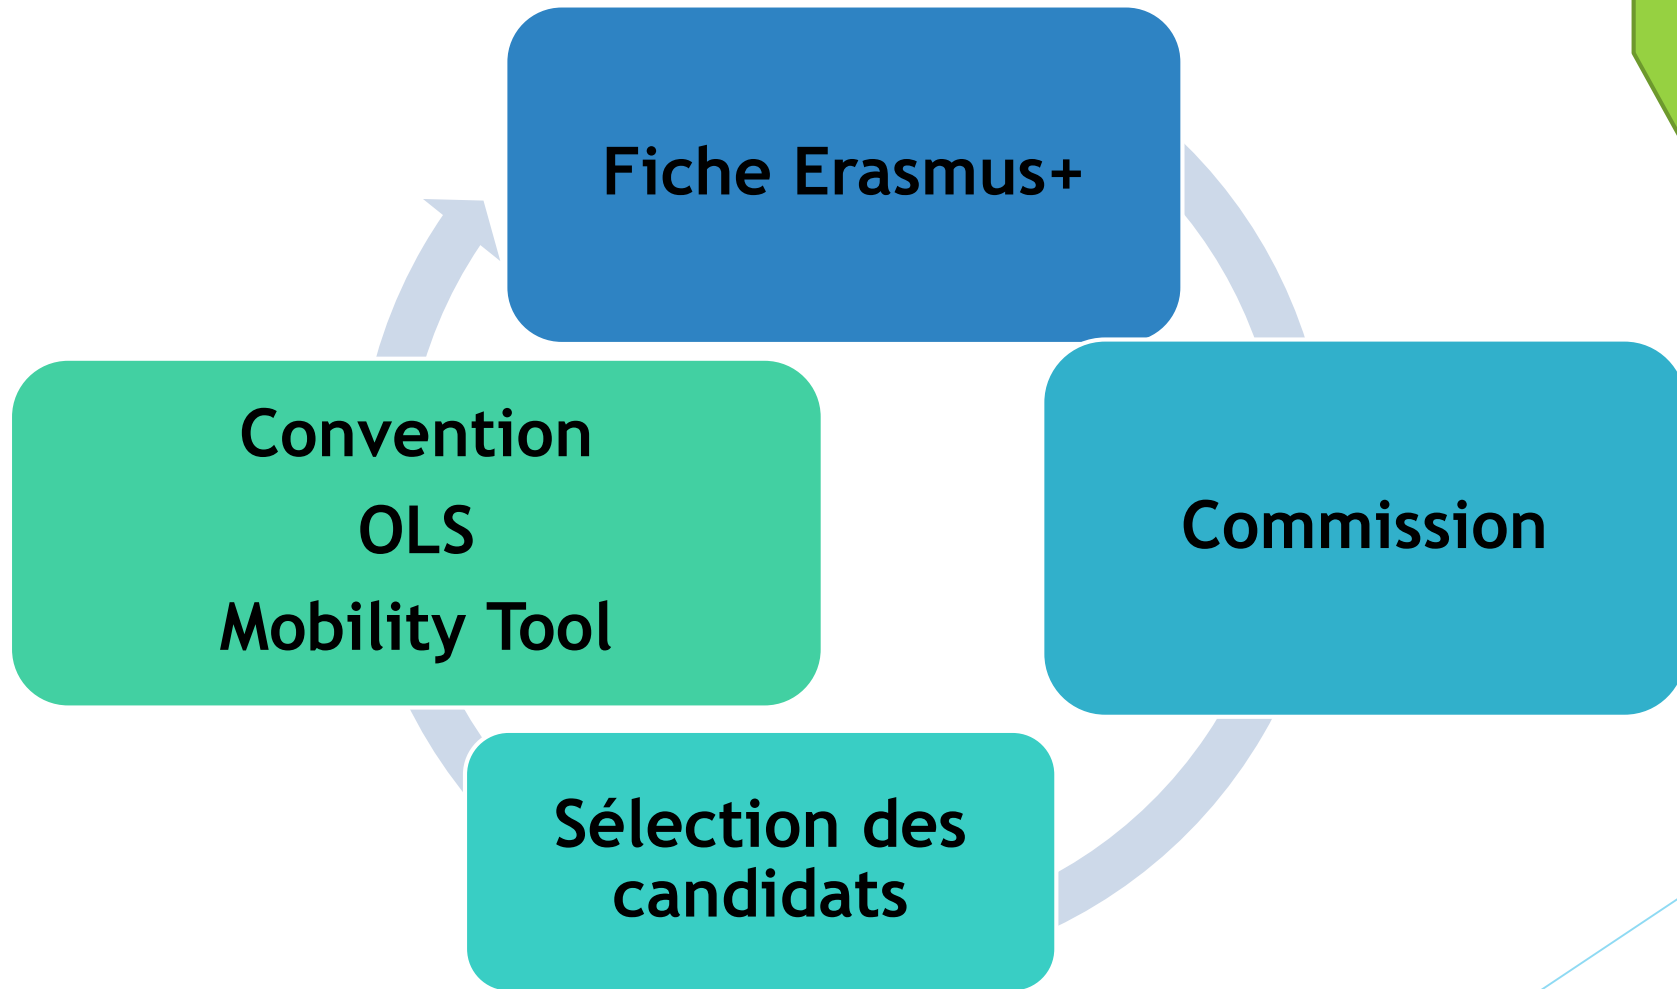 Fiche Erasmus+
Commission
Sélection des
candidats
Convention
OLS
Mobility Tool